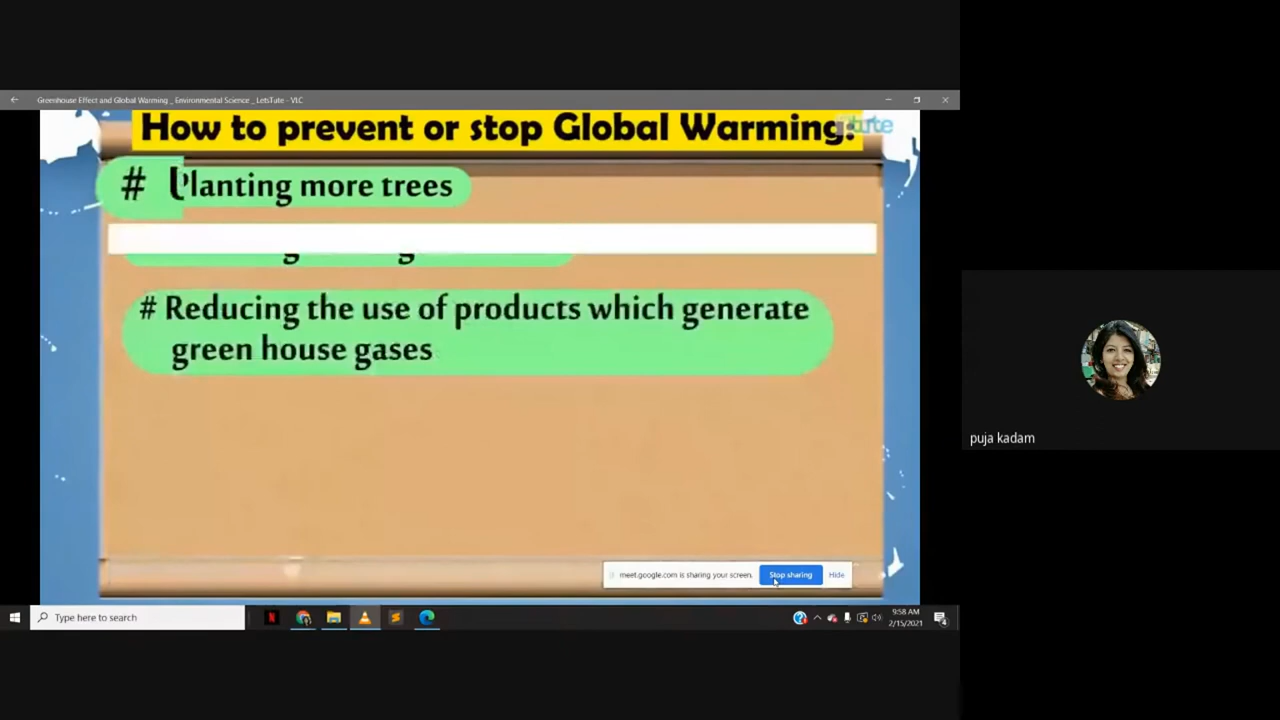 Greenhouse Effect and Global Warming _ Environmental Science _ LetsTute - VLC
How to prevent or stop Global Warming:
# Planting more trees
# Reducing the use of products which generate
green house gases
puja kadam
meet.google.com is sharing your screen.
Stop sharing
Hide
Type here to search
9:58 AM
2/15/2021